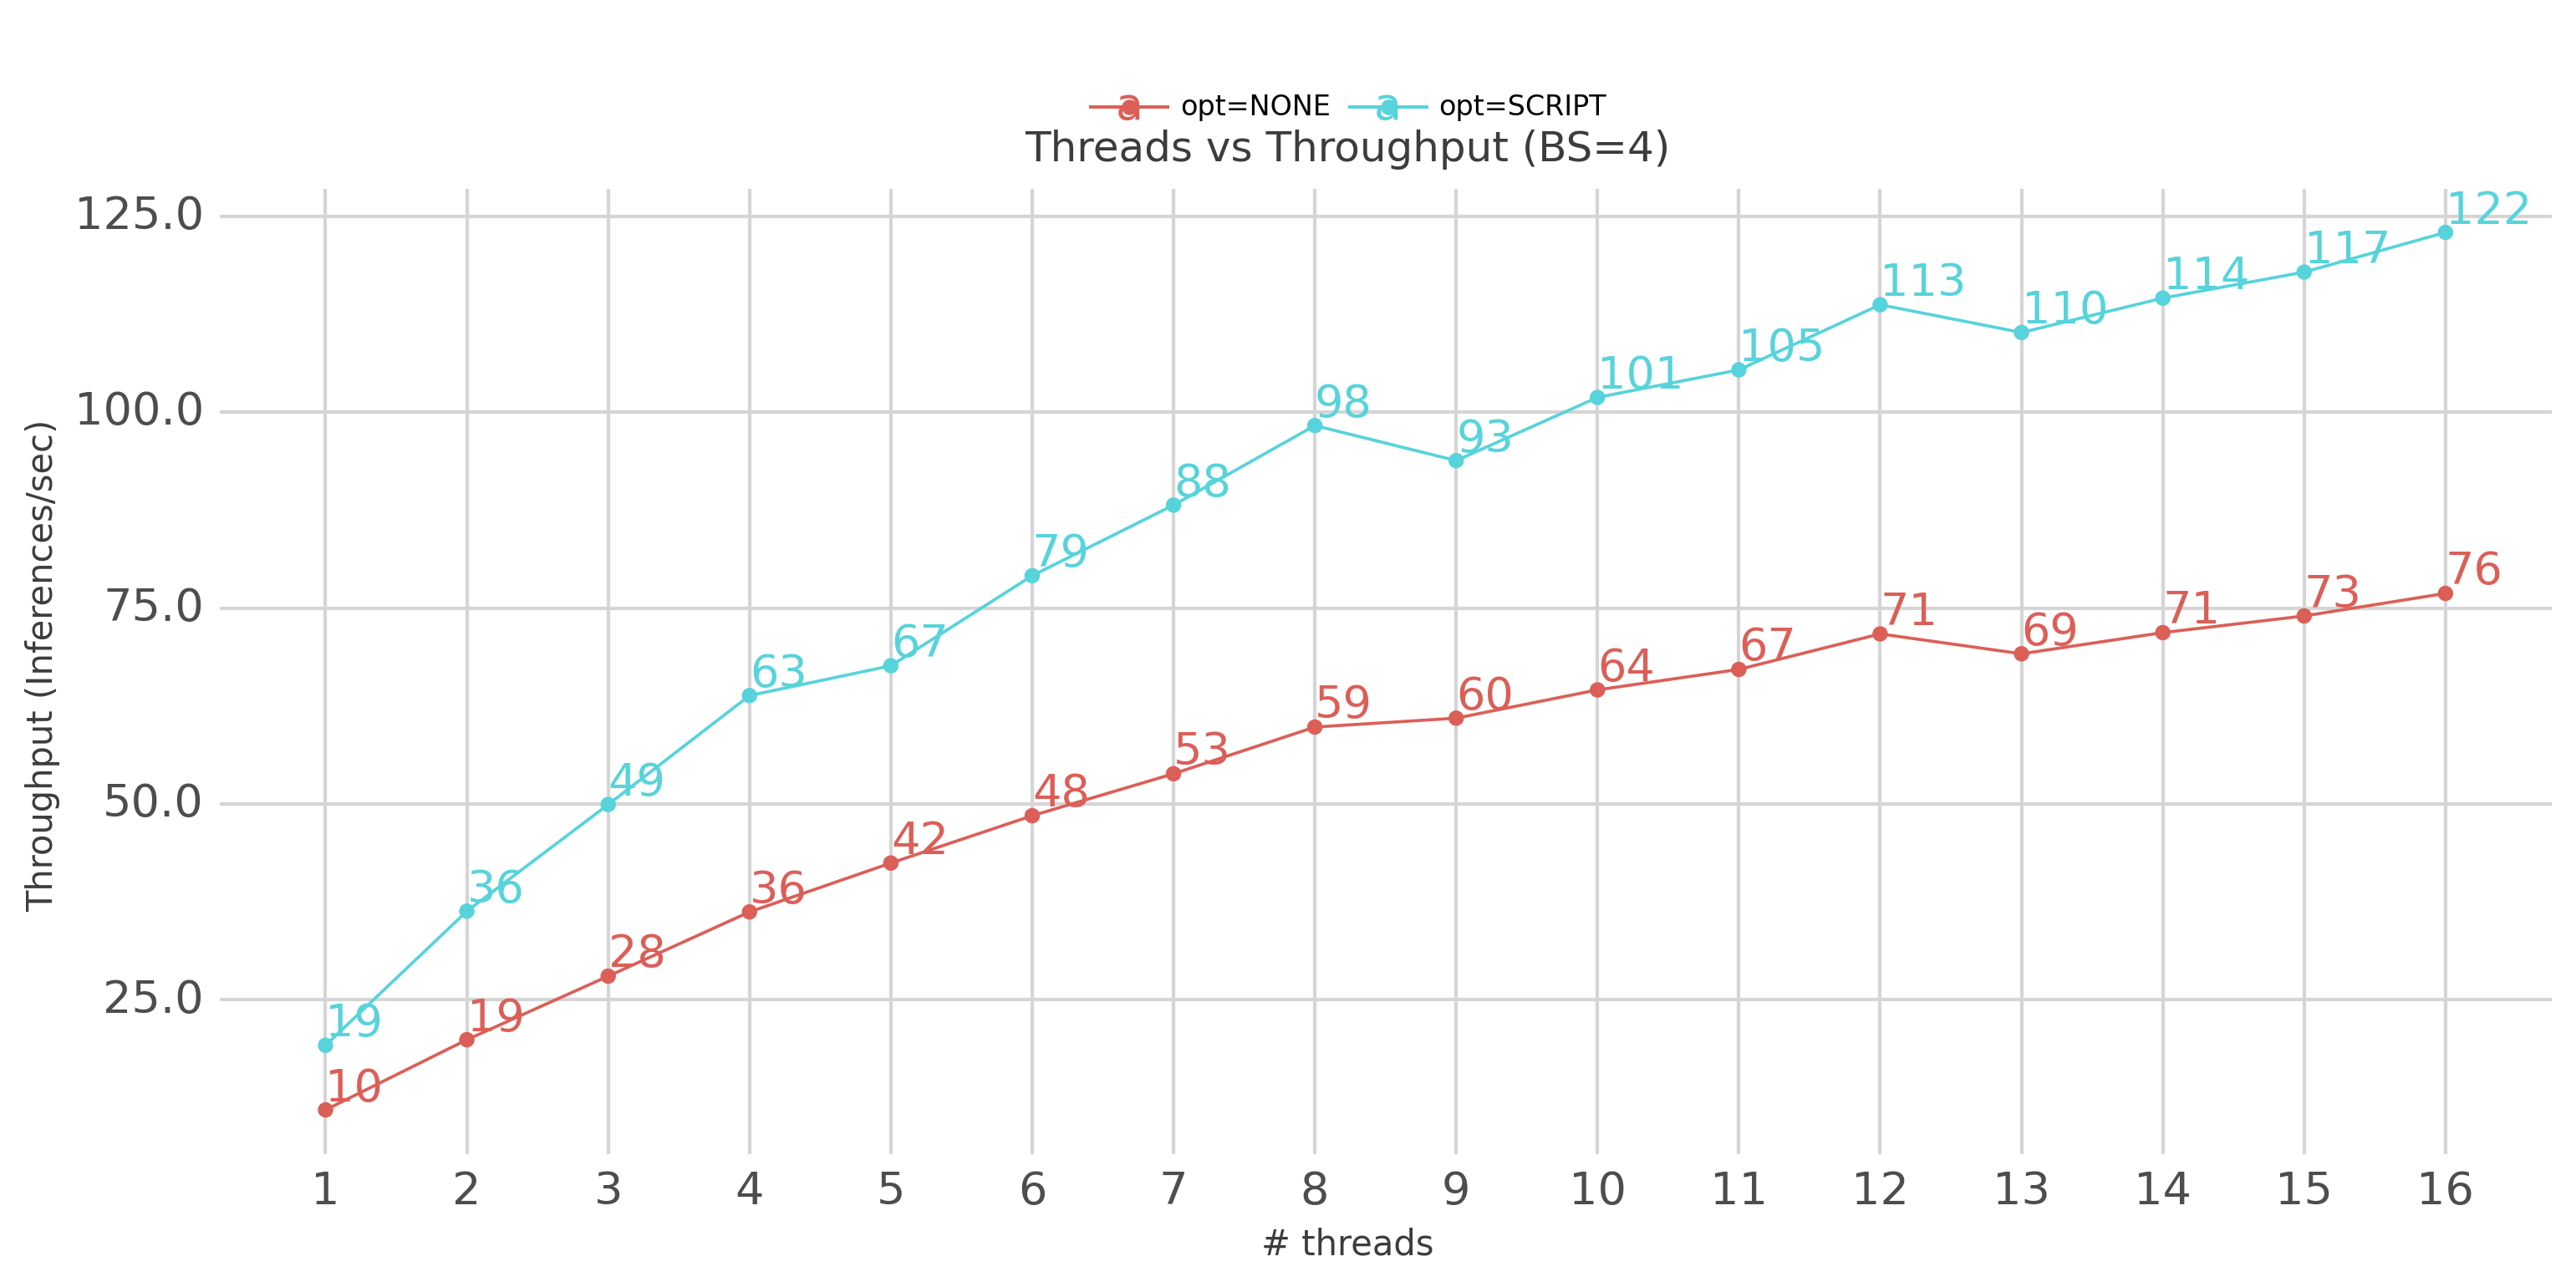 a opt=NONE a opt=SCRIPT
Threads vs Throughput (BS=4)
Throughput (Inferences/sec)
125.0
100.0
75.0
50.0
25.0
19 36 49 63 67 79 88 98 93 101 105 113 110 114 117 122
10 19 28 36 42 48 53 59 60 64 67 71 69 71 73 76
1 2 3 4 5 6 7 8 9 10 11 12 13 14 15 16
# threads